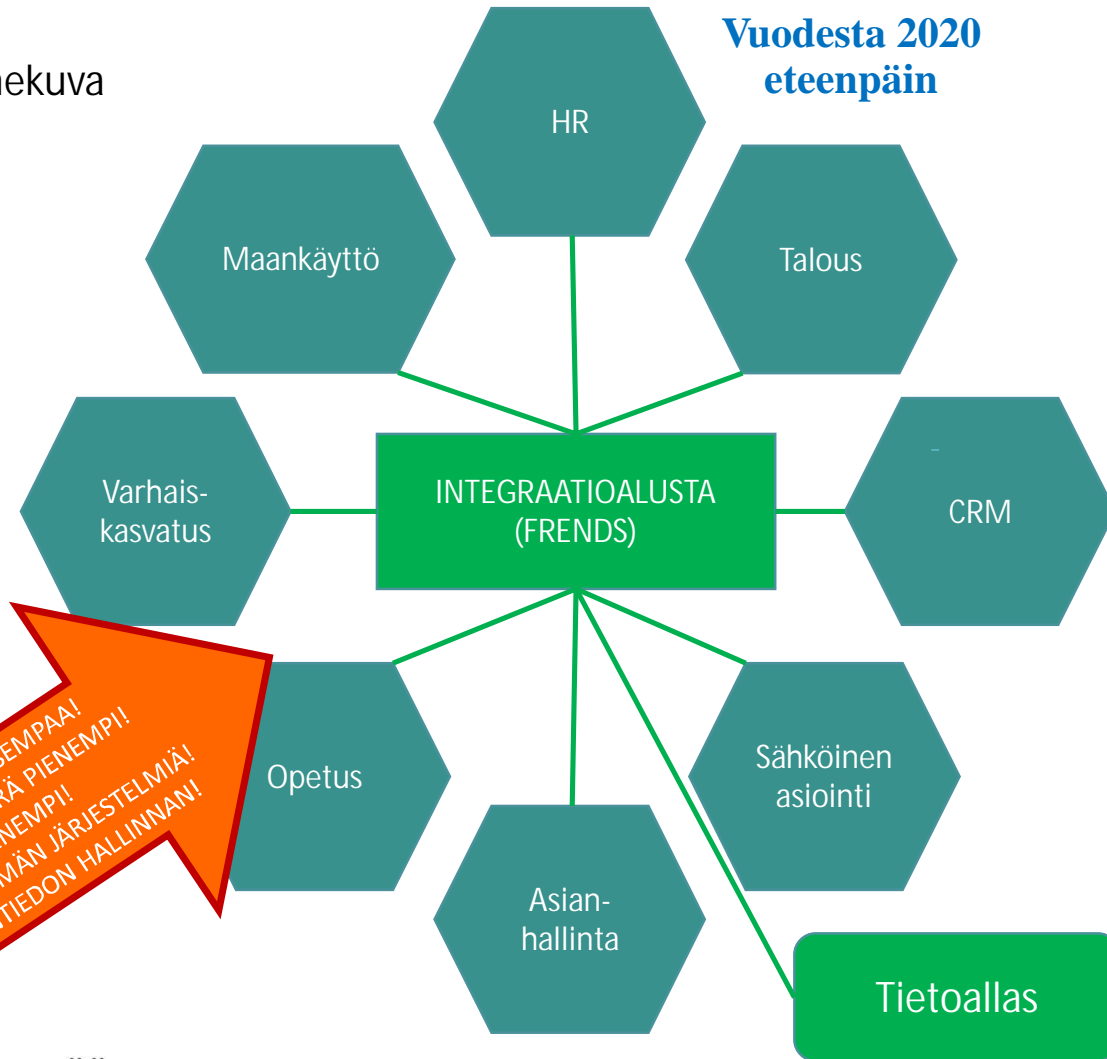 Vuodesta 2020
eteenpäin
HR
Maankäyttö
Talous
Varhais-
kasvatus
INTEGRAATIOALUSTA
(FRENDS)
CRM
PIENEMPI!
JÄRJESTELMIÄ!
HALLINNAN!
Opetus
Sähköinen
asiointi
Asian-
hallinta
Tietoallas